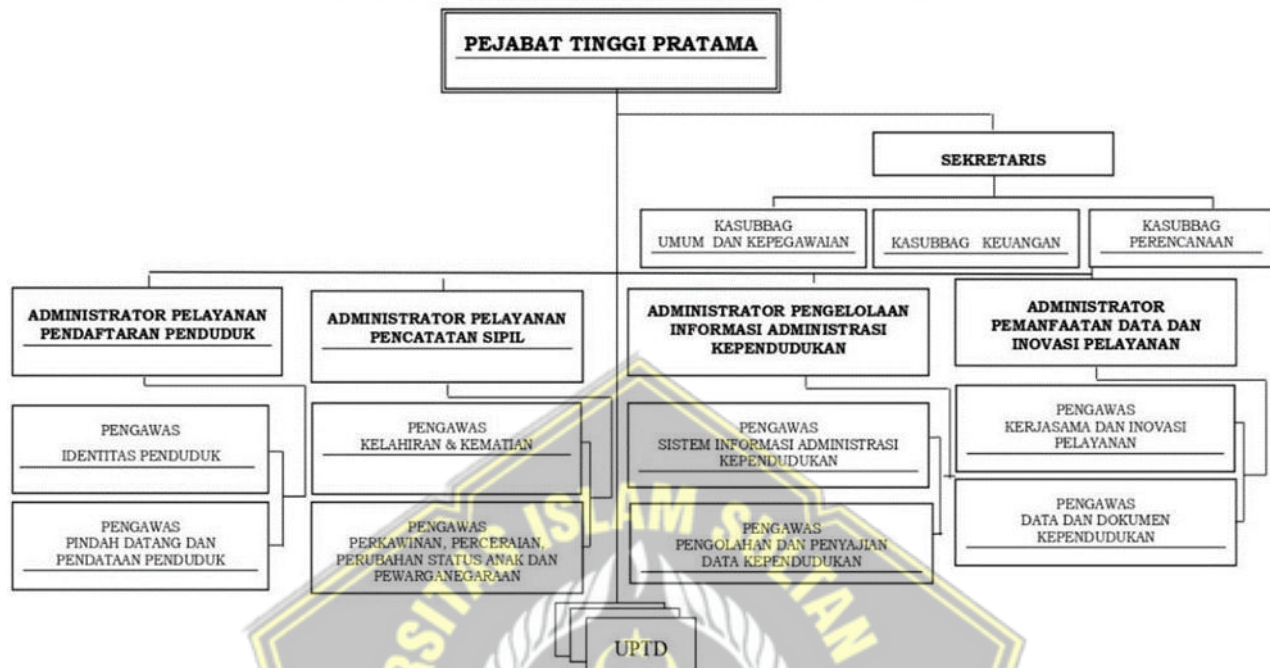 PEJABAT TINGGI PRATAMA
SEKRETARIS
KASUBBAG
UMUM DAN KEPEGAWAIAN
KASUBBAG KEUANGAN
KASUBBAG
PERENCANAAN
ADMINISTRATOR PELAYANAN
PENDAFTARAN PENDUDUK
ADMINISTRATOR PELAYANAN
PENCATATAN SIPIL
ADMINISTRATOR PENGELOLAAN
INFORMASI ADMINISTRASI
KEPENDUDUKAN
ADMINISTRATOR
PEMANFAATAN DATA DAN
INOVASI PELAYANAN
PENGAWAS
IDENTITAS PENDUDUK
PENGAWAS
KELAHIRAN & KEMATIAN
PENGAWAS
SISTEM INFORMASI ADMINISTRASI
KEPENDUDUKAN
PENGAWAS
KERJASAMA DAN INOVASI
PELAYANAN
PENGAWAS
PINDAH DATANG DAN
PENDATAAN PENDUDUK
PENGAWAS
PERKAWINAN, PERCERAIAN,
PERUBAHAN STATUS ANAK DAN
PEWARGANEGARAAN
PENGAWAS
PENGOLAHAN DAN PENYAJIAN
DATA KEPENDUDUKAN
PENGAWAS
DATA DAN DOKUMEN
KEPENDUDUKAN
UPTD
ISLAM